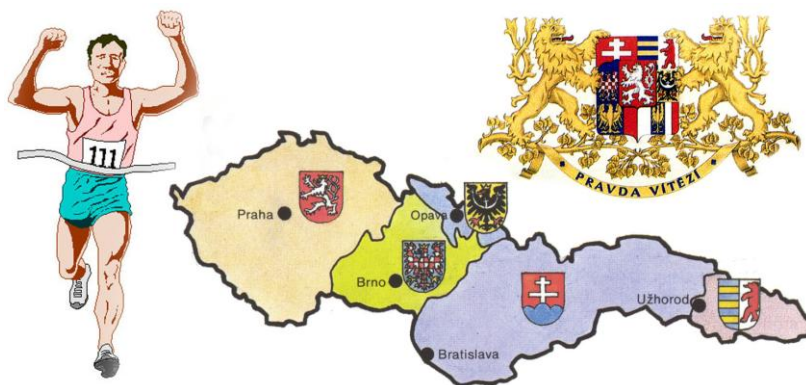 111
PRAVDA VÍTĚZÍ
Praha
Opava
Brno
Užhorod
Bratislava